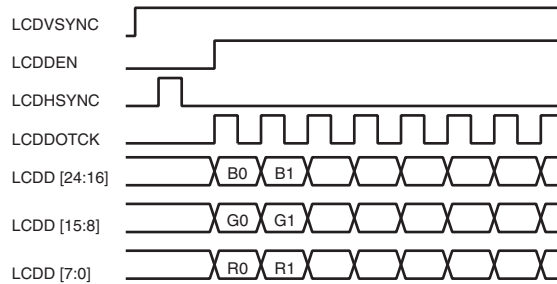 LCDVSYNC
LCDDEN
LCDHSYNC
LCDDOTCK
LCDD [24:16] B0 B1
LCDD [15:8] G0 G1
LCDD [7:0] R0 R1